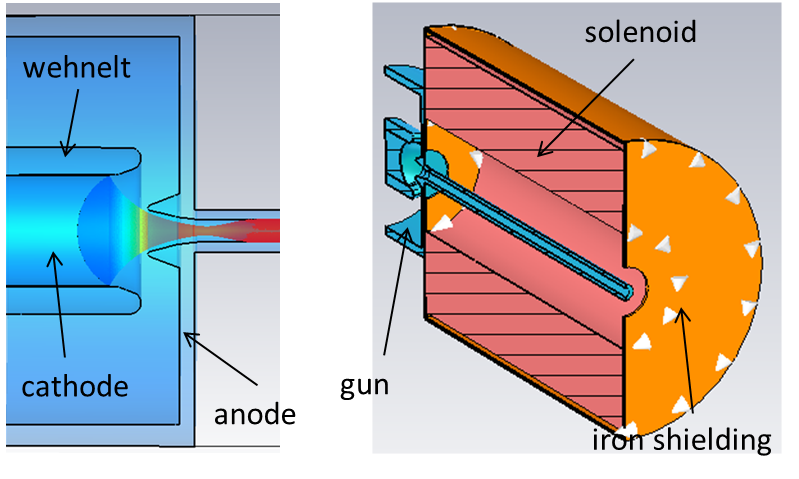 wehnelt
cathode
anode
solenoid
gun
iron shielding